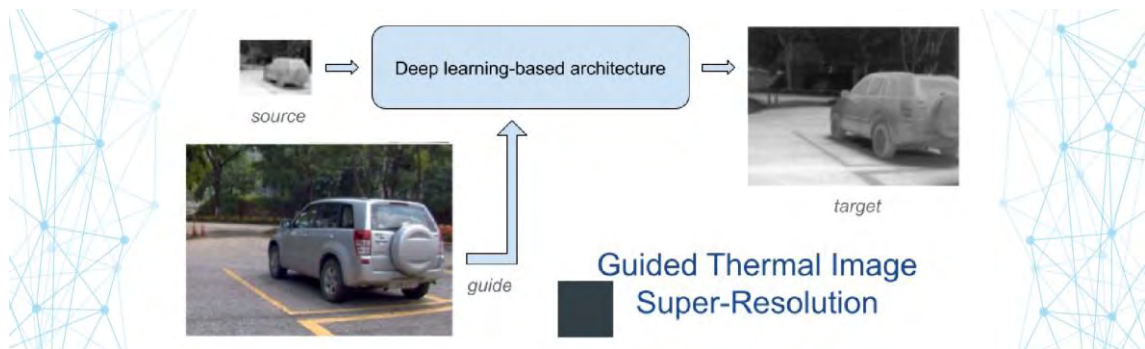 Deep learning-based architecture
source
target
guide
Guided Thermal Image
Super-Resolution